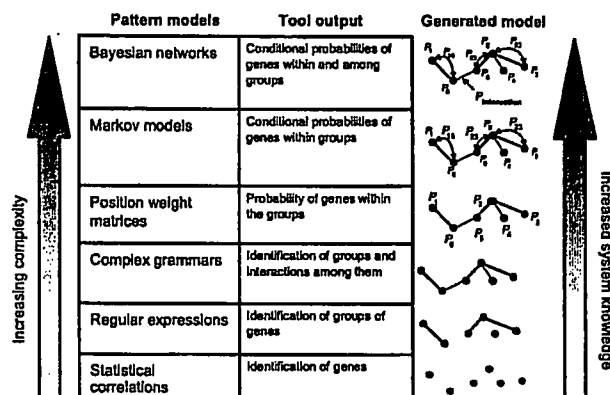 Pattern models Tool output Generated model
Bayesian networks
Conditional probabilities of
genes within and among
groups
P Interaction
Markov models
Conditional probabilities of
genes within groups
Position weight
matrices
Probability of genes within
the groups
Complex grammars
Identification of groups and
interactions among them
Regular expressions
Identification of groups of
genes
Statistical
correlations
Identification of genes
Increasing complexity
Increased system knowledge